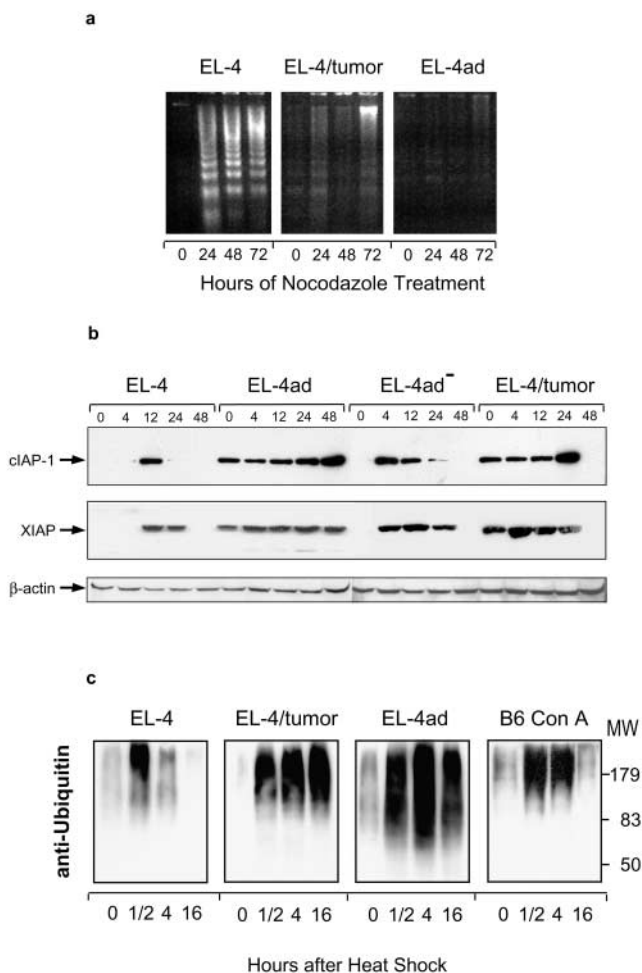 a
EL-4 EL-4/tumor EL-4ad
0 24 48 72 0 24 48 72 0 24 48 72
Hours of Nocodazole Treatment
b
EL-4 EL-4ad EL-4ad⁻ EL-4/tumor
0 4 12 24 48 0 4 12 24 48 0 4 12 24 48 0 4 12 24 48
cIAP-1
XIAP
β-actin
c
EL-4 EL-4/tumor EL-4ad B6 Con A MW
anti-Ubiquitin
179
83
50
0 1/2 4 16 0 1/2 4 16 0 1/2 4 16 0 1/2 4 16
Hours after Heat Shock